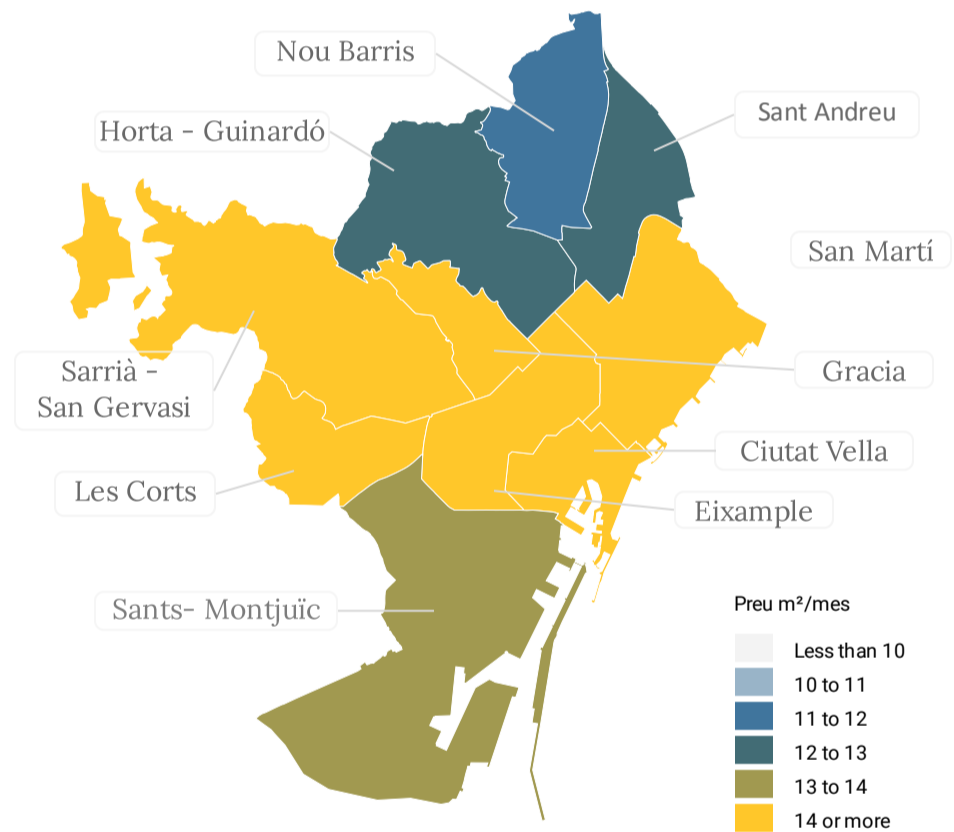 Nou Barris
Sant Andreu
Horta - Guinardó
San Martí
Sarrià -
San Gervasi
Gracia
Ciutat Vella
Les Corts
Eixample
Sants- Montjuïc
Preu m²/mes
Less than 10
10 to 11
11 to 12
12 to 13
13 to 14
14 or more